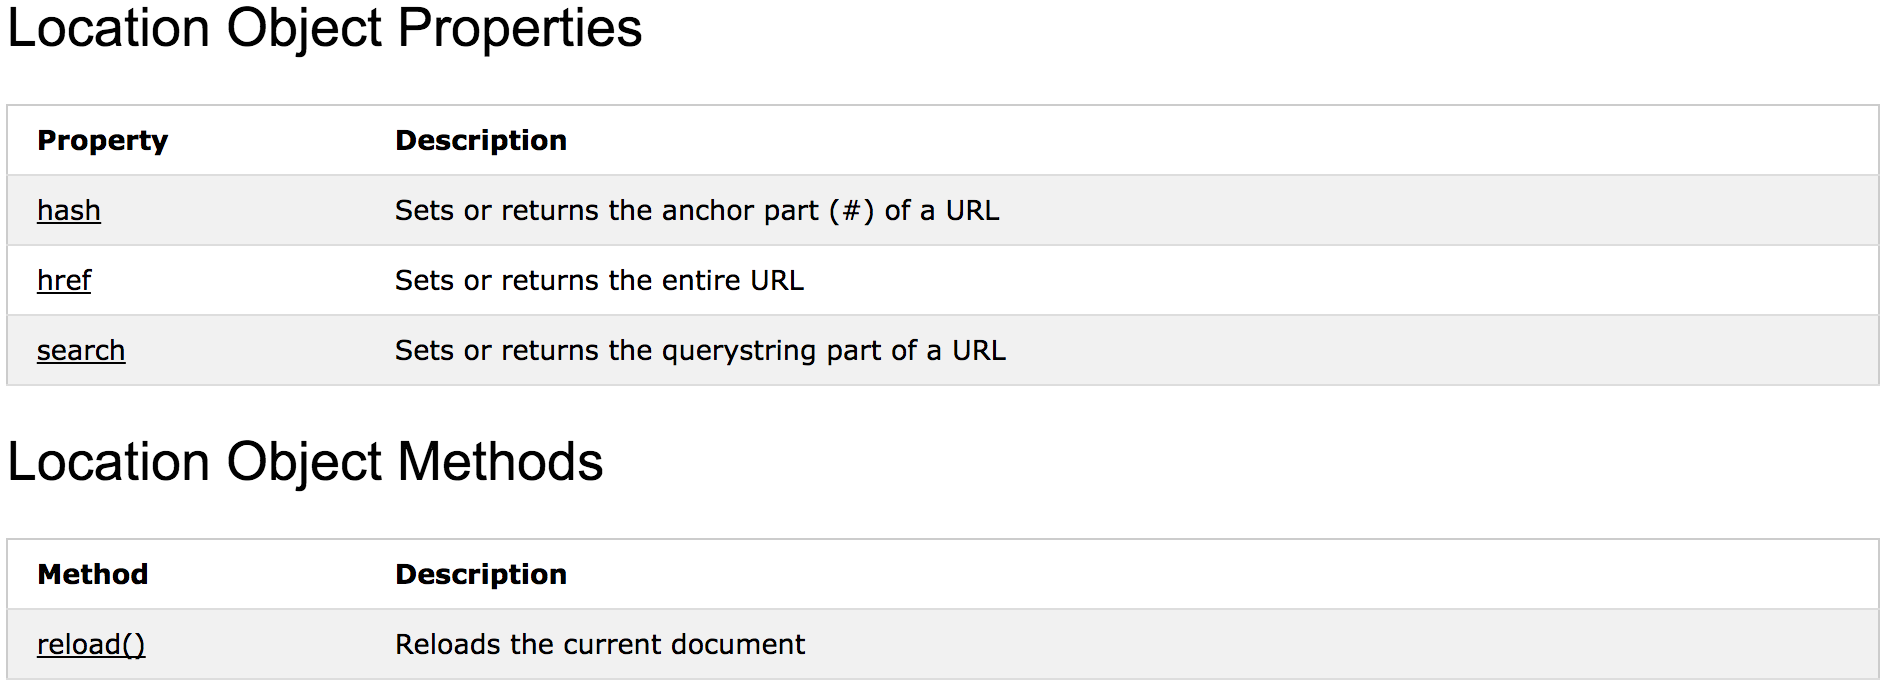 Location Object Properties
Property Description
hash Sets or returns the anchor part (#) of a URL
href Sets or returns the entire URL
search Sets or returns the querystring part of a URL
Location Object Methods
Method Description
reload() Reloads the current document